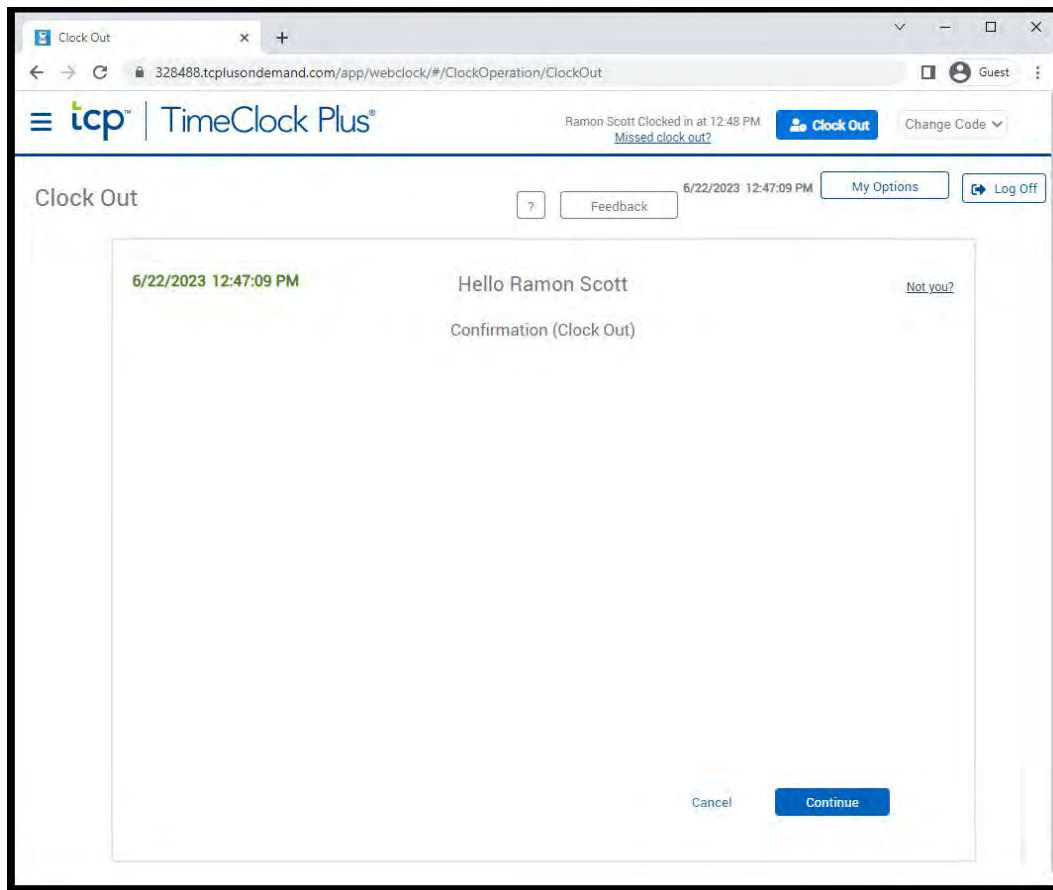 Clock Out
328488.tcplusondemand.com/app/webclock/#/ClockOperation/ClockOut
Guest
tcp™ TimeClock Plus®
Ramon Scott Clocked in at 12:48 PM
Missed clock out?
Clock Out
Change Code
Clock Out
?
Feedback
6/22/2023 12:47:09 PM
My Options
Log Off
6/22/2023 12:47:09 PM
Hello Ramon Scott
Not you?
Confirmation (Clock Out)
Cancel
Continue